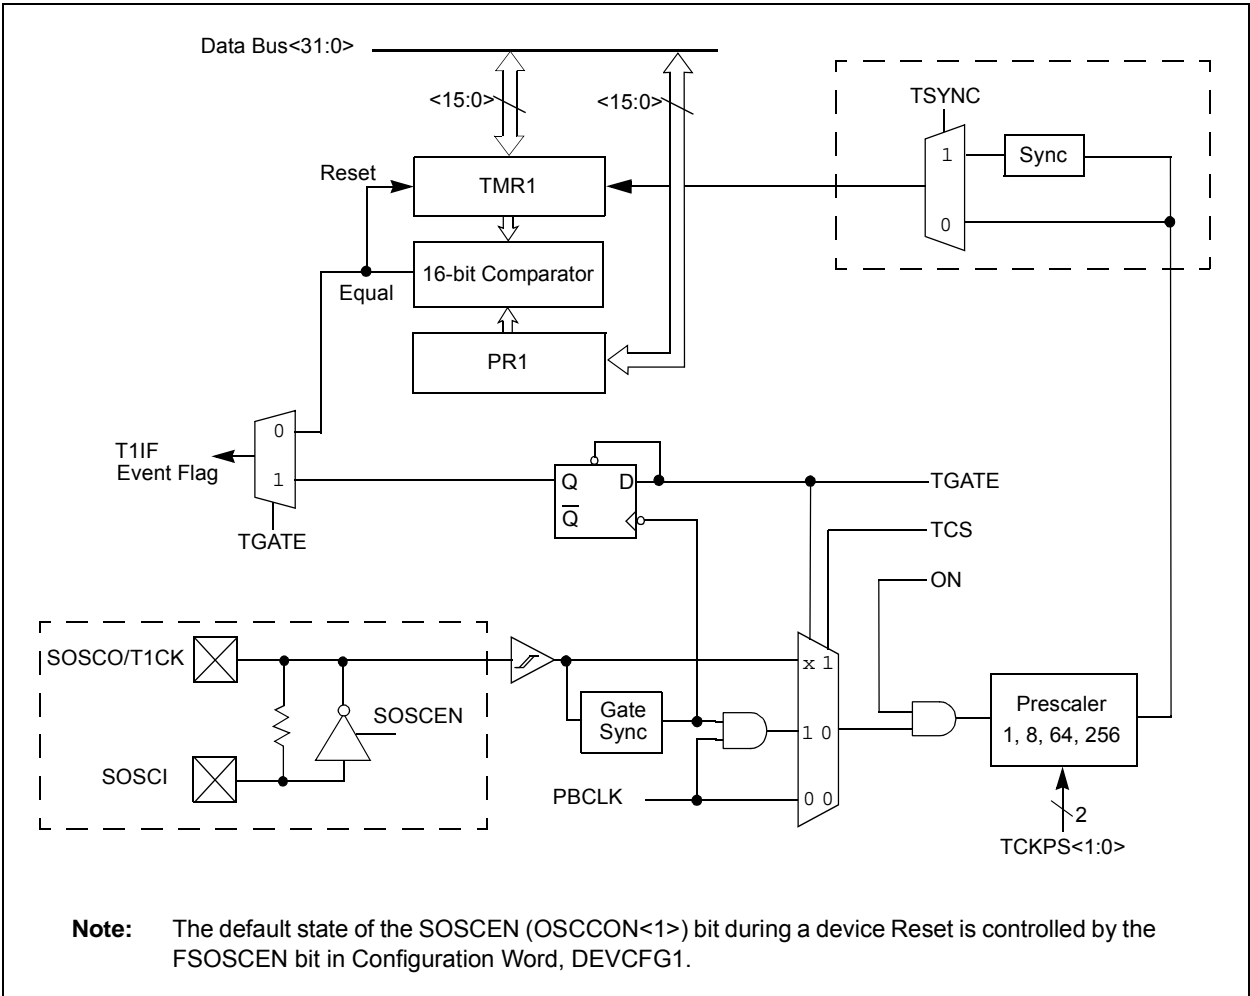 Data Bus<31:0>
<15:0>
<15:0>
TSYNC
1
Sync
0
Reset
TMR1
16-bit Comparator
Equal
PR1
0
1
T1IF
Event Flag
TGATE
Q
D
Q
TGATE
TCS
ON
SOSCO/T1CK
SOSCEN
SOSCI
Gate
Sync
x 1
1 0
0 0
PBCLK
Prescaler
1, 8, 64, 256
2
TCKPS<1:0>
Note: The default state of the SOSCEN (OSCCON<1>) bit during a device Reset is controlled by the
FSOSCEN bit in Configuration Word, DEVCFG1.